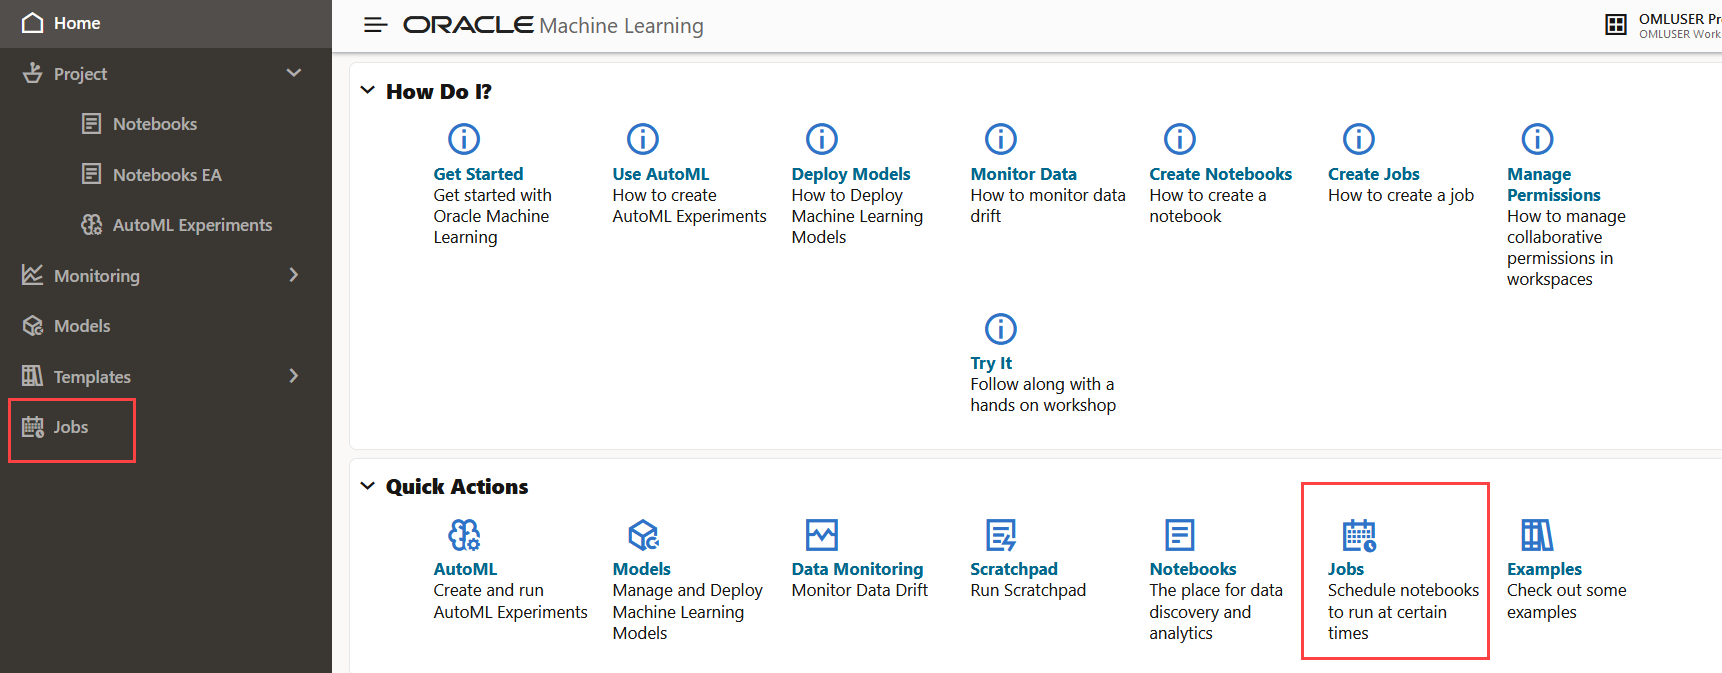 Home
Project
Notebooks
Notebooks EA
AutoML Experiments
Monitoring
Models
Templates
Jobs
ORACLE Machine Learning
OMLUSER Pr
OMLUSER Work
How Do I?
Get Started
Get started with
Oracle Machine
Learning
Use AutoML
How to create
AutoML Experiments
Deploy Models
How to Deploy
Machine Learning
Models
Monitor Data
How to monitor data
drift
Create Notebooks
How to create a
notebook
Create Jobs
How to create a job
Manage
Permissions
How to manage
collaborative
permissions in
workspaces
Try It
Follow along with a
hands on workshop
Quick Actions
AutoML
Create and run
AutoML Experiments
Models
Manage and Deploy
Machine Learning
Models
Data Monitoring
Monitor Data Drift
Scratchpad
Run Scratchpad
Notebooks
The place for data
discovery and
analytics
Jobs
Schedule notebooks
to run at certain
times
Examples
Check out some
examples